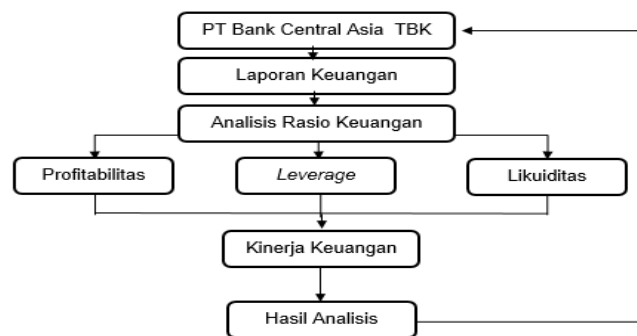 PT Bank Central Asia  TBK
Laporan Keuangan
Analisis Rasio Keuangan
Profitabilitas
Leverage
Likuiditas
Kinerja Keuangan
Hasil Analisis